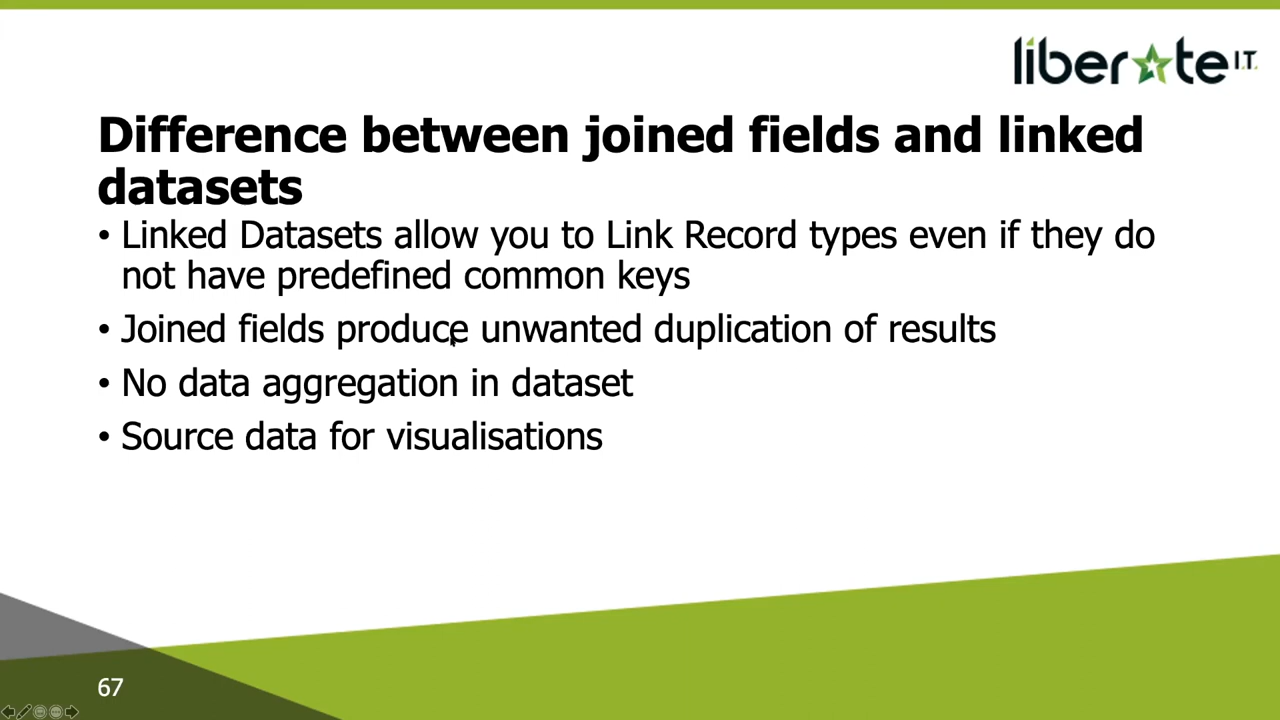 liberate I.T.
Difference between joined fields and linked
datasets
• Linked Datasets allow you to Link Record types even if they do
not have predefined common keys
• Joined fields produce unwanted duplication of results
• No data aggregation in dataset
• Source data for visualisations
67